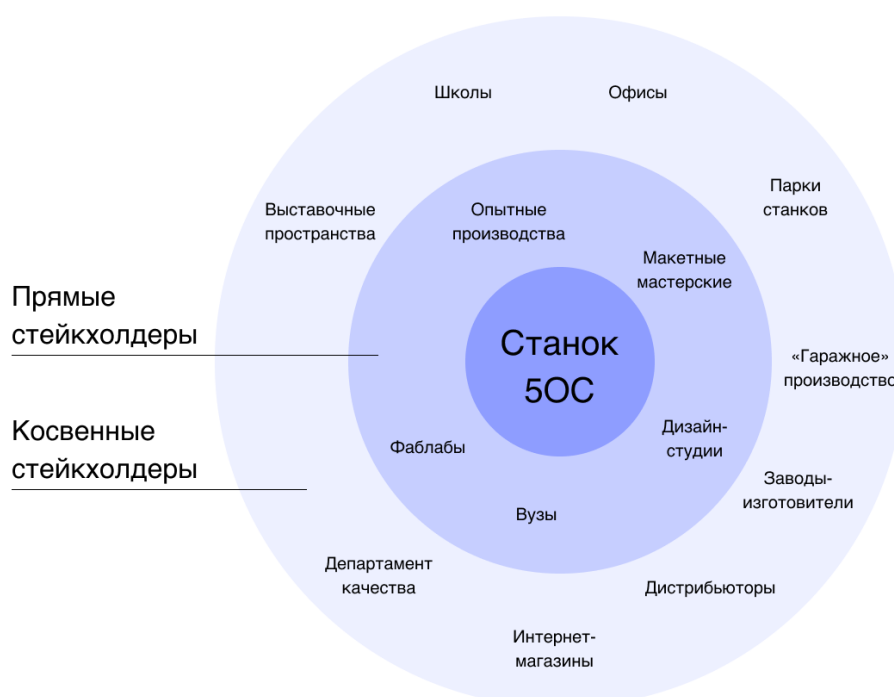 Школы
Офисы
Парки
станков
Выставочные
пространства
Опытные
производства
Макетные
мастерские
Прямые
стейкхолдеры
Станок
5ОС
«Гаражное»
производство
Косвенные
стейкхолдеры
Фаблабы
Дизайн-
студии
Заводы-
изготовители
Вузы
Департамент
качества
Дистрибьюторы
Интернет-
магазины